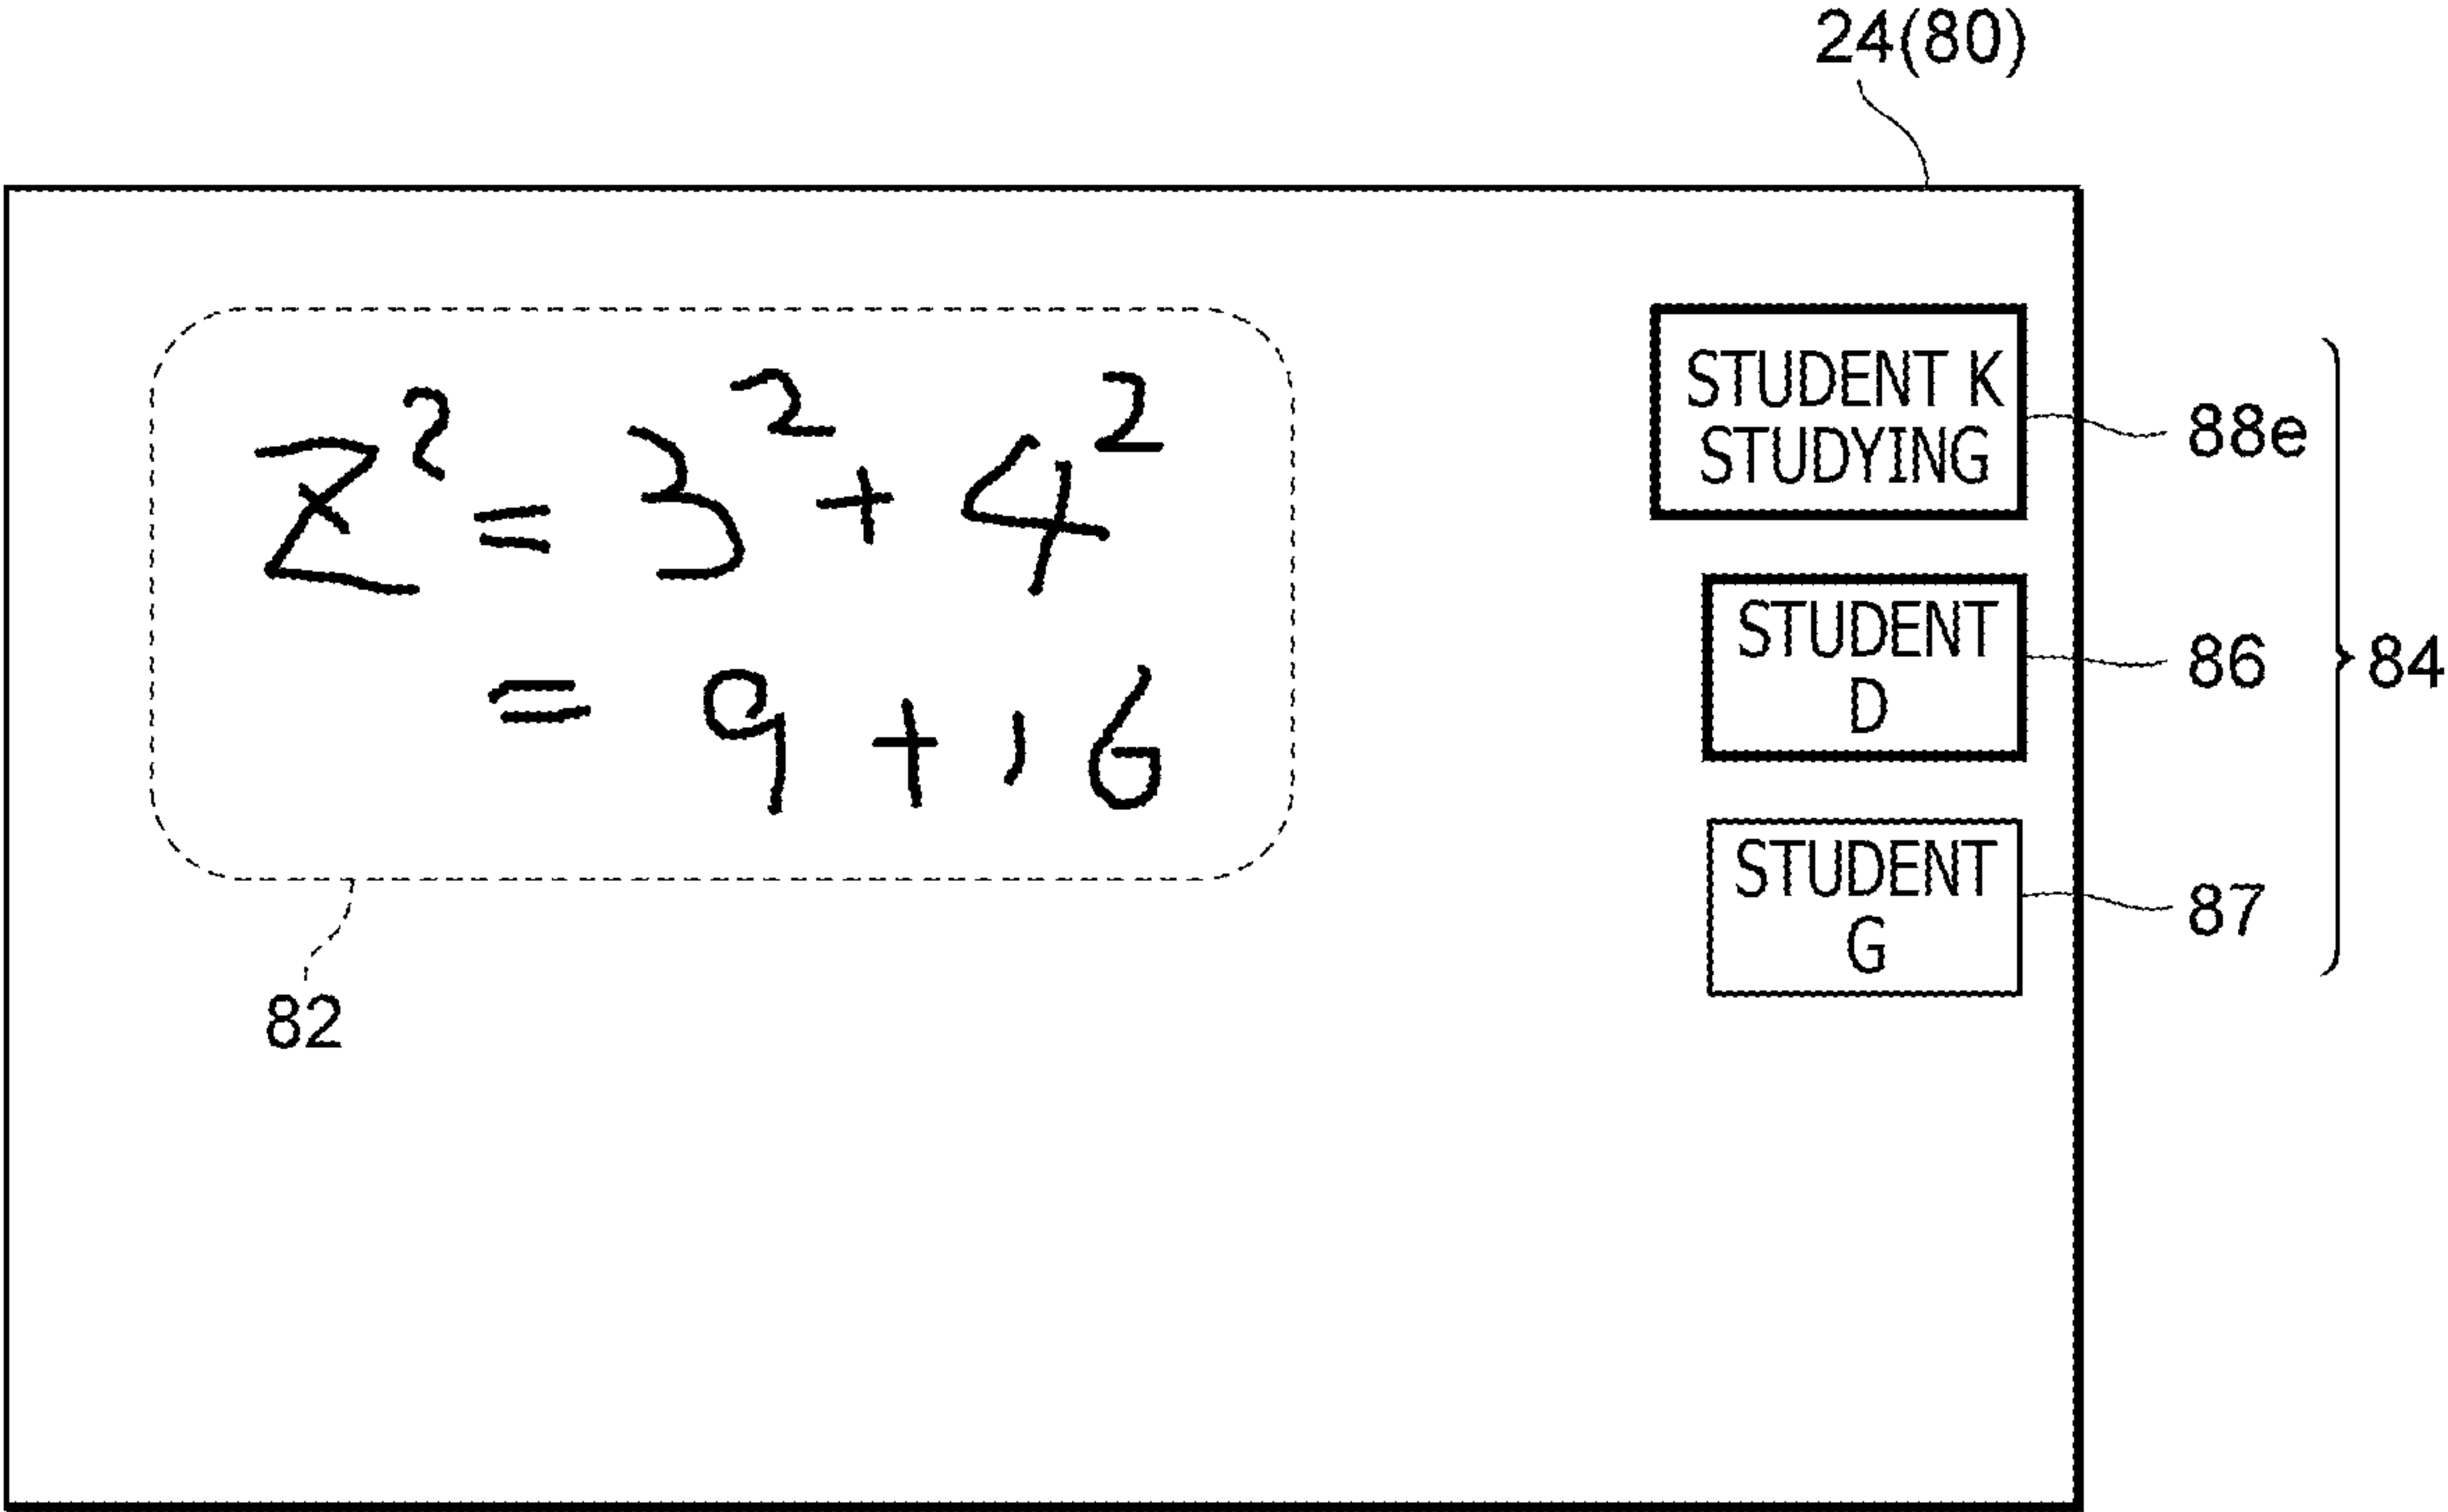 24(80)
Z² = 3² + 4²
= 9 + 16
STUDENT K
STUDYING
88e
STUDENT
D
86
84
STUDENT
G
87
82